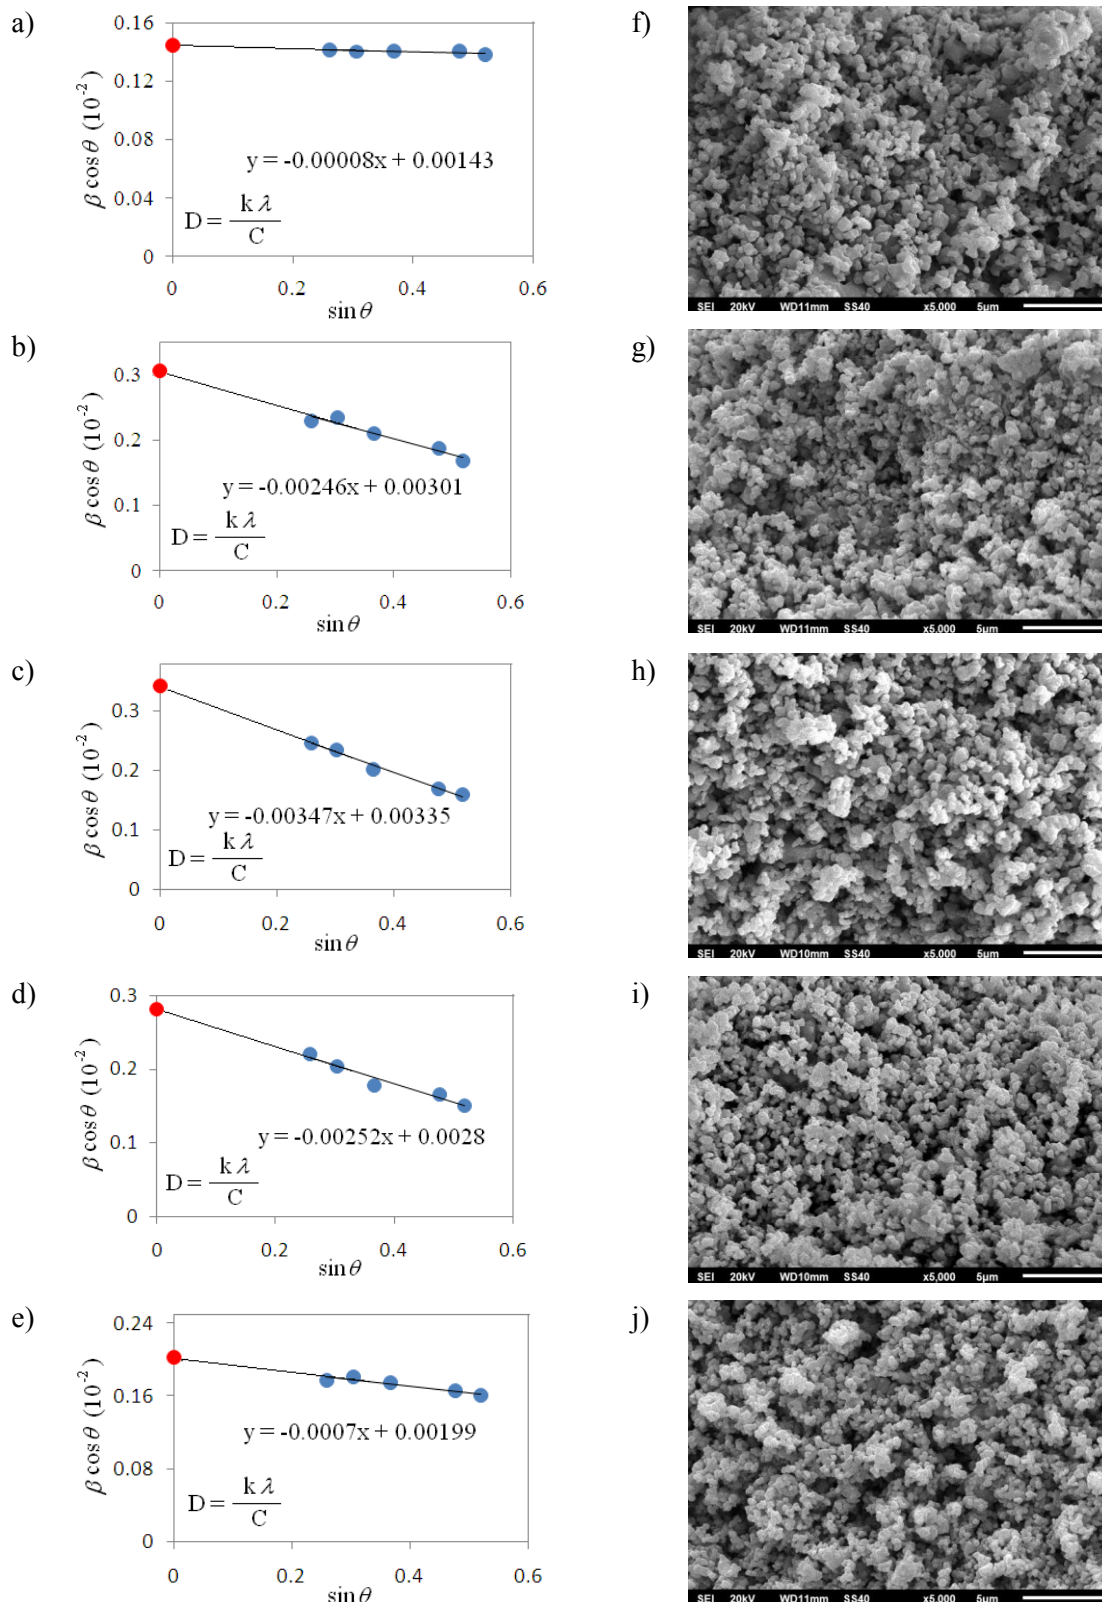 a)
0.16
0.12
0.08
0.04
0
β cos θ (10⁻²)
y = -0.00008x + 0.00143
D = kλ / C
0 0.2 0.4 0.6
sin θ
f)
SEI 20kV WD11mm SS40 x5,000 5µm
b)
0.3
0.2
0.1
0
β cos θ (10⁻²)
y = -0.00246x + 0.00301
D = kλ / C
0 0.2 0.4 0.6
sin θ
g)
SEI 20kV WD11mm SS40 x5,000 5µm
c)
0.3
0.2
0.1
0
β cos θ (10⁻²)
y = -0.00347x + 0.00335
D = kλ / C
0 0.2 0.4 0.6
sin θ
h)
SEI 20kV WD10mm SS40 x5,000 5µm
d)
0.3
0.2
0.1
0
β cos θ (10⁻²)
y = -0.00252x + 0.0028
D = kλ / C
0 0.2 0.4 0.6
sin θ
i)
SEI 20kV WD10mm SS40 x5,000 5µm
e)
0.24
0.16
0.08
0
β cos θ (10⁻²)
y = -0.0007x + 0.00199
D = kλ / C
0 0.2 0.4 0.6
sin θ
j)
SEI 20kV WD11mm SS40 x5,000 5µm